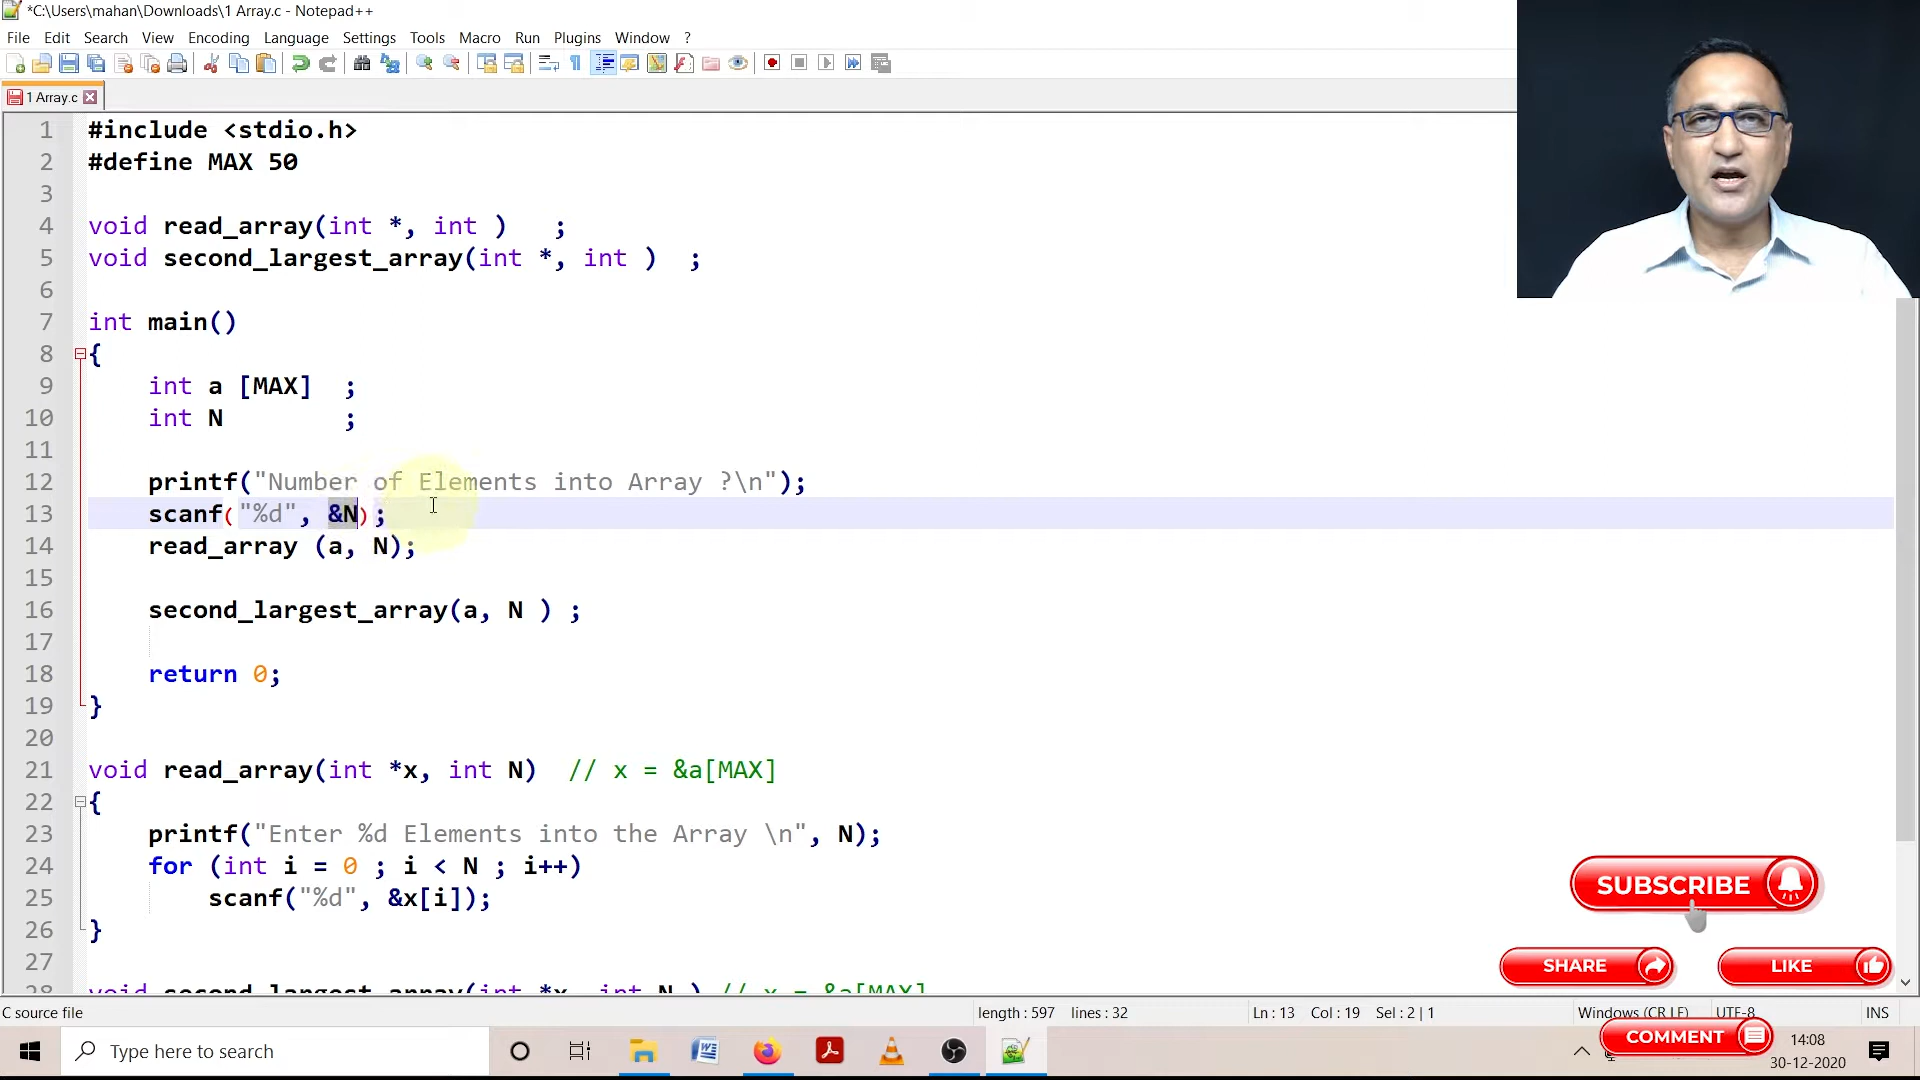 *C:\Users\mahan\Downloads\1 Array.c - Notepad++
File Edit Search View Encoding Language Settings Tools Macro Run Plugins Window ?
1 Array.c
1 #include <stdio.h>
2 #define MAX 50
3
4 void read_array(int *, int ) ;
5 void second_largest_array(int *, int ) ;
6
7 int main()
8 {
9 int a [MAX] ;
10 int N ;
11
12 printf("Number of Elements into Array ?\n");
13 scanf("%d", &N);
14 read_array (a, N);
15
16 second_largest_array(a, N ) ;
17
18 return 0;
19 }
20
21 void read_array(int *x, int N) // x = &a[MAX]
22 {
23 printf("Enter %d Elements into the Array \n", N);
24 for (int i = 0 ; i < N ; i++)
25 scanf("%d", &x[i]);
26 }
27
28 void second_largest_array(int *x, int N ) // x = &a[MAX]
SUBSCRIBE
SHARE LIKE
C source file length : 597 lines : 32 Ln : 13 Col : 19 Sel : 2 | 1 Windows (CR LF) UTF-8 INS
COMMENT
Type here to search
14:08
30-12-2020